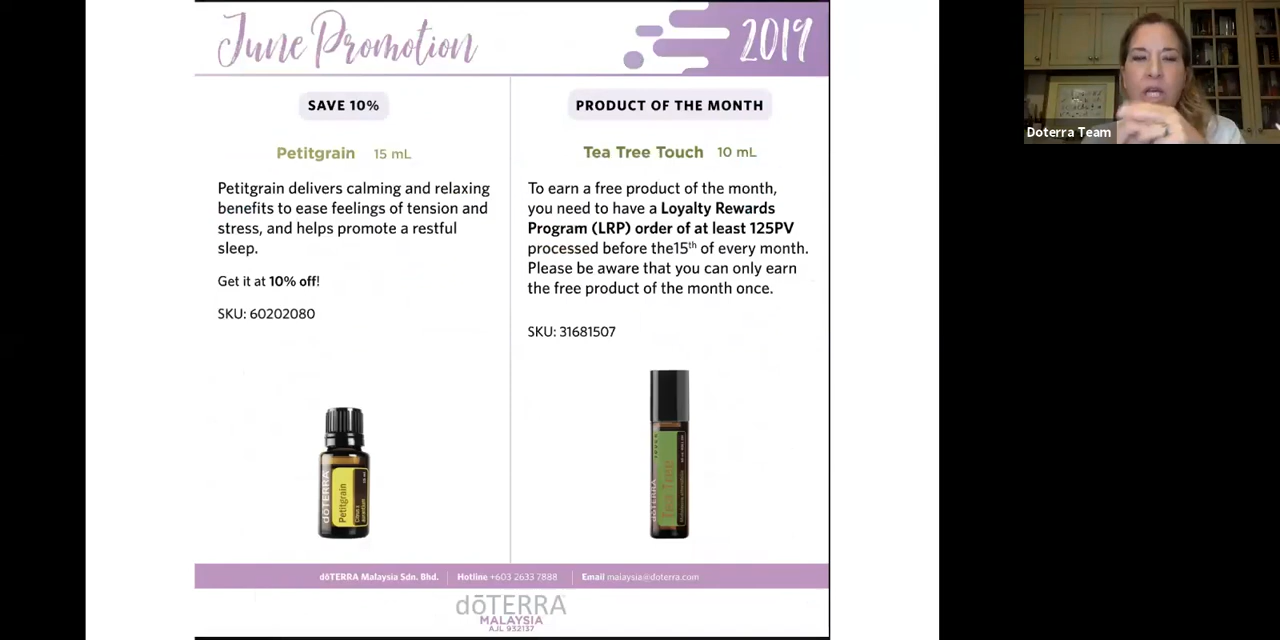 June Promotion
2019
SAVE 10%
Petitgrain 15 mL
Petitgrain delivers calming and relaxing
benefits to ease feelings of tension and
stress, and helps promote a restful
sleep.
Get it at 10% off!
SKU: 60202080
dōTERRA
Petitgrain
PRODUCT OF THE MONTH
Tea Tree Touch 10 mL
To earn a free product of the month,
you need to have a Loyalty Rewards
Program (LRP) order of at least 125PV
processed before the15th of every month.
Please be aware that you can only earn
the free product of the month once.
SKU: 31681507
dōTERRA
Tea Tree
dōTERRA Malaysia Sdn. Bhd. Hotline +603 2633 7888 Email malaysia@doterra.com
dōTERRA
MALAYSIA
AJL 932137
Doterra Team